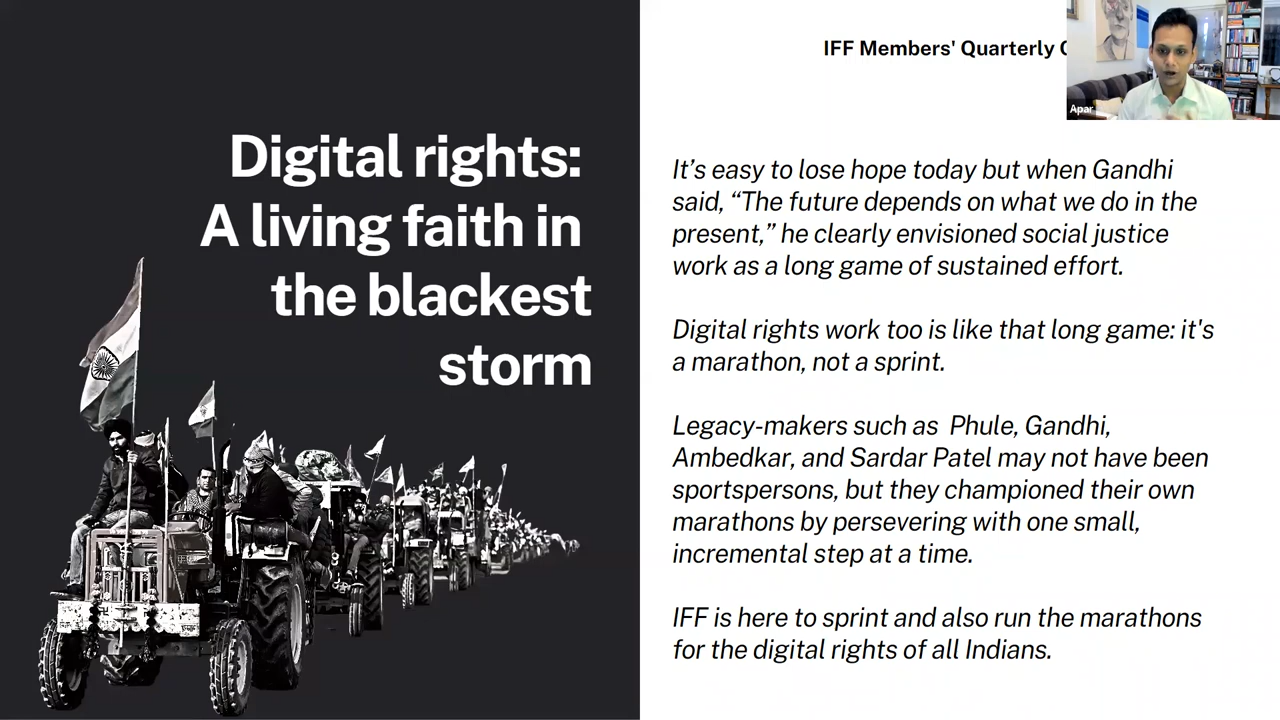 Digital rights:
A living faith in
the blackest
storm
IFF Members' Quarterly
Apar
It’s easy to lose hope today but when Gandhi
said, “The future depends on what we do in the
present,” he clearly envisioned social justice
work as a long game of sustained effort.
Digital rights work too is like that long game: it's
a marathon, not a sprint.
Legacy-makers such as Phule, Gandhi,
Ambedkar, and Sardar Patel may not have been
sportspersons, but they championed their own
marathons by persevering with one small,
incremental step at a time.
IFF is here to sprint and also run the marathons
for the digital rights of all Indians.